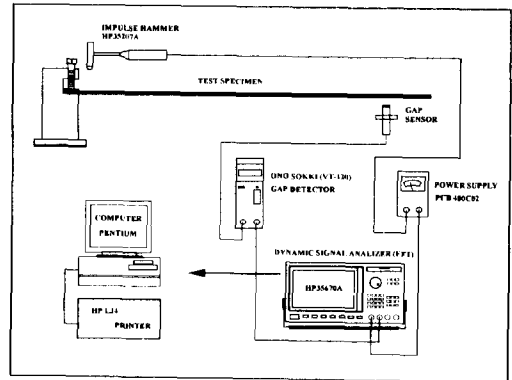 IMPULSE HAMMER
HP35207A
TEST SPECIMEN
GAP
SENSOR
ONO SOKKI (VT-120)
GAP DETECTOR
POWER SUPPLY
PCB 480C02
COMPUTER
PENTIUM
DYNAMIC SIGNAL ANALIZER (FFT)
HP35670A
HP LJ4
PRINTER